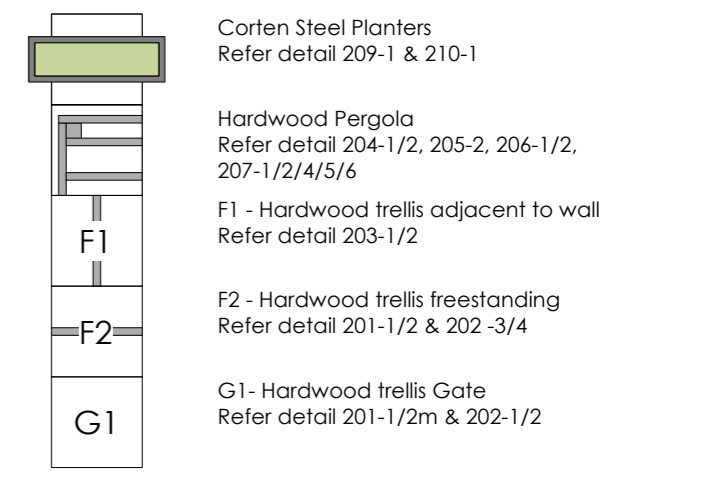 Corten Steel Planters
Refer detail 209-1 & 210-1
Hardwood Pergola
Refer detail 204-1/2, 205-2, 206-1/2,
207-1/2/4/5/6
F1
F1 - Hardwood trellis adjacent to wall
Refer detail 203-1/2
F2
F2 - Hardwood trellis freestanding
Refer detail 201-1/2 & 202 -3/4
G1
G1- Hardwood trellis Gate
Refer detail 201-1/2m & 202-1/2